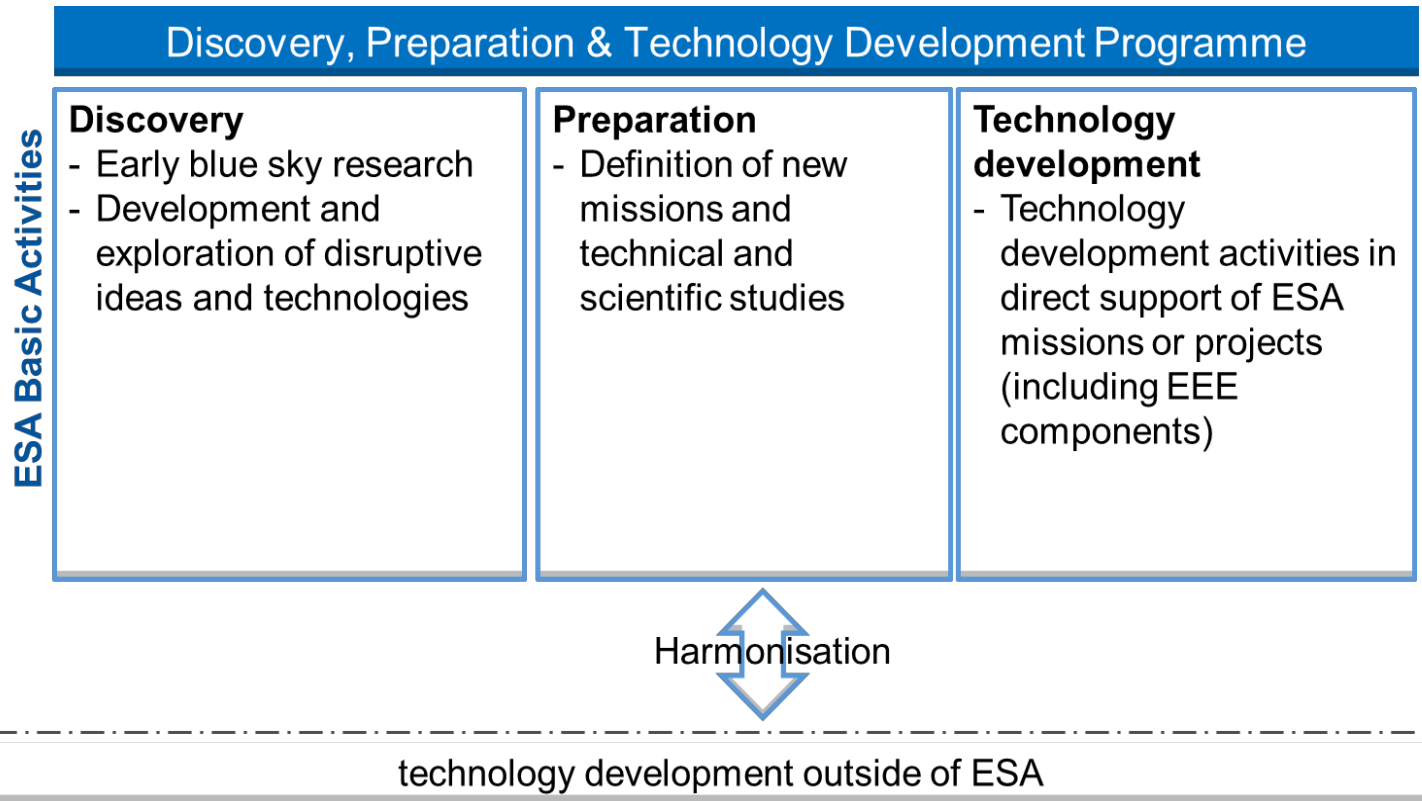 Discovery, Preparation & Technology Development Programme
ESA Basic Activities
Discovery
- Early blue sky research
- Development and
exploration of disruptive
ideas and technologies
Preparation
- Definition of new
missions and
technical and
scientific studies
Technology
development
- Technology
development activities in
direct support of ESA
missions or projects
(including EEE
components)
Harmonisation
technology development outside of ESA